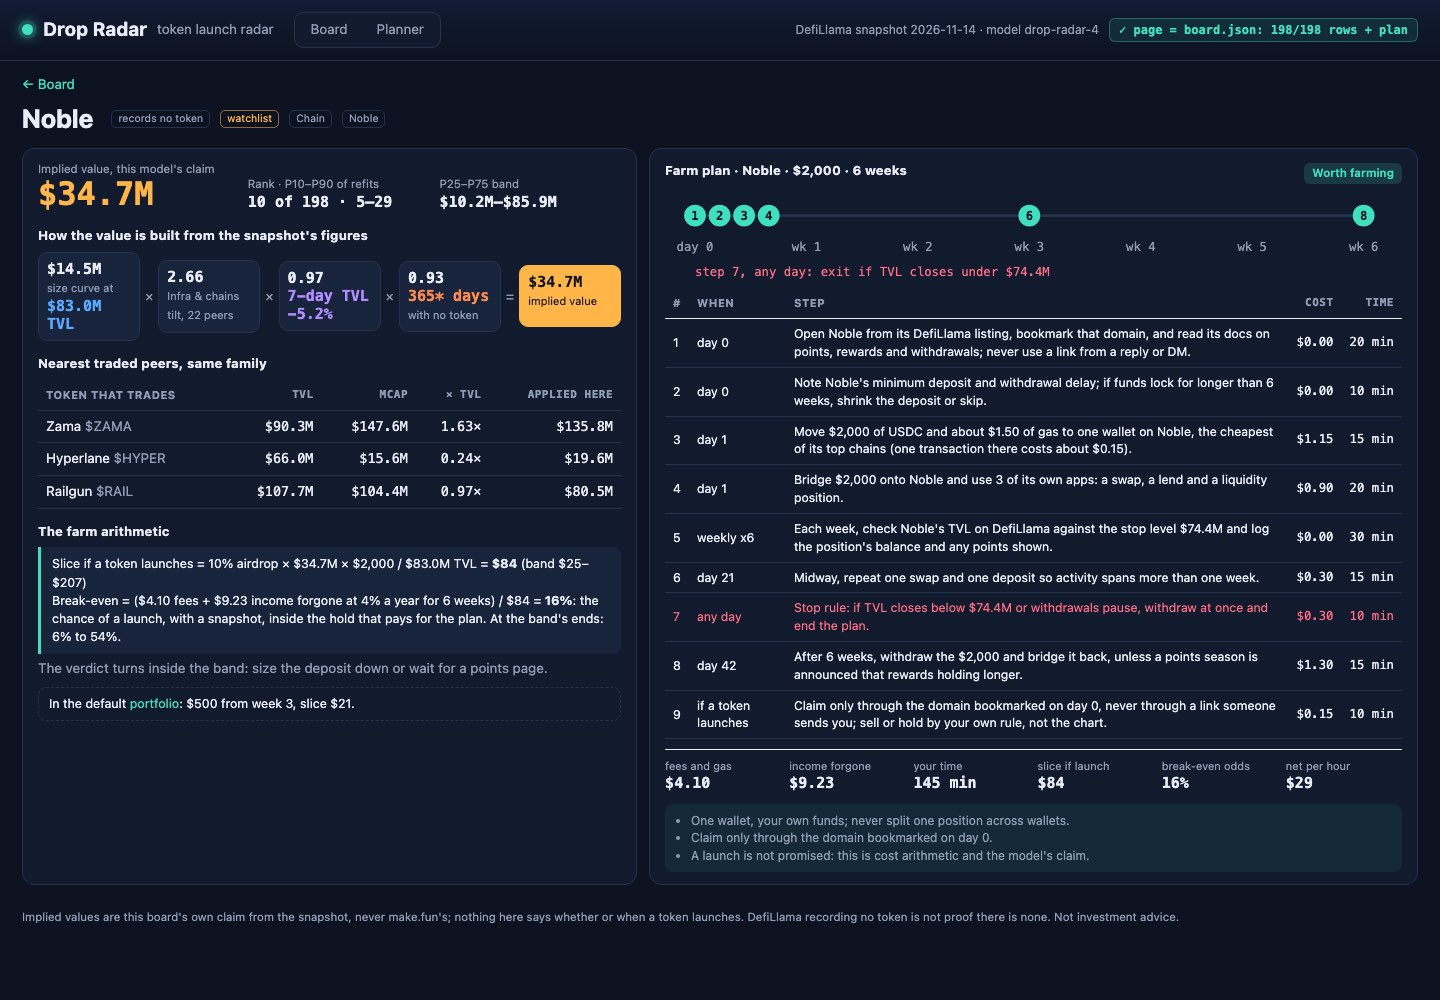 Drop Radar token launch radar Board Planner DefiLlama snapshot 2026-11-14 · model drop-radar-4 ✓ page = board.json: 198/198 rows + plan
← Board
Noble records no token watchlist Chain Noble
Implied value, this model's claim
$34.7M
Rank · P10–P90 of refits
10 of 198 · 5–29
P25–P75 band
$10.2M–$85.9M
How the value is built from the snapshot's figures
$14.5M
size curve at
$83.0M
TVL
×
2.66
Infra & chains
tilt, 22 peers
×
0.97
7-day TVL
−5.2%
×
0.93
365* days
with no token
=
$34.7M
implied value
Nearest traded peers, same family
TOKEN THAT TRADES TVL MCAP × TVL APPLIED HERE
Zama $ZAMA $90.3M $147.6M 1.63× $135.8M
Hyperlane $HYPER $66.0M $15.6M 0.24× $19.6M
Railgun $RAIL $107.7M $104.4M 0.97× $80.5M
The farm arithmetic
Slice if a token launches = 10% airdrop × $34.7M × $2,000 / $83.0M TVL = $84 (band $25–
$207)
Break-even = ($4.10 fees + $9.23 income forgone at 4% a year for 6 weeks) / $84 = 16%: the
chance of a launch, with a snapshot, inside the hold that pays for the plan. At the band's ends:
6% to 54%.
The verdict turns inside the band: size the deposit down or wait for a points page.
In the default portfolio: $500 from week 3, slice $21.
Farm plan · Noble · $2,000 · 6 weeks
Worth farming
1 2 3 4 6 8
day 0 wk 1 wk 2 wk 3 wk 4 wk 5 wk 6
step 7, any day: exit if TVL closes under $74.4M
# WHEN STEP COST TIME
1 day 0 Open Noble from its DefiLlama listing, bookmark that domain, and read its docs on $0.00 20 min
points, rewards and withdrawals; never use a link from a reply or DM.
2 day 0 Note Noble's minimum deposit and withdrawal delay; if funds lock for longer than 6 $0.00 10 min
weeks, shrink the deposit or skip.
3 day 1 Move $2,000 of USDC and about $1.50 of gas to one wallet on Noble, the cheapest $1.15 15 min
of its top chains (one transaction there costs about $0.15).
4 day 1 Bridge $2,000 onto Noble and use 3 of its own apps: a swap, a lend and a liquidity $0.90 20 min
position.
5 weekly x6 Each week, check Noble's TVL on DefiLlama against the stop level $74.4M and log $0.00 30 min
the position's balance and any points shown.
6 day 21 Midway, repeat one swap and one deposit so activity spans more than one week. $0.30 15 min
7 any day Stop rule: if TVL closes below $74.4M or withdrawals pause, withdraw at once and $0.30 10 min
end the plan.
8 day 42 After 6 weeks, withdraw the $2,000 and bridge it back, unless a points season is $1.30 15 min
announced that rewards holding longer.
9 if a token launches Claim only through the domain bookmarked on day 0, never through a link someone $0.15 10 min
sends you; sell or hold by your own rule, not the chart.
fees and gas income forgone your time slice if launch break-even odds net per hour
$4.10 $9.23 145 min $84 16% $29
• One wallet, your own funds; never split one position across wallets.
• Claim only through the domain bookmarked on day 0.
• A launch is not promised: this is cost arithmetic and the model's claim.
Implied values are this board's own claim from the snapshot, never make.fun's; nothing here says whether or when a token launches. DefiLlama recording no token is not proof there is none. Not investment advice.